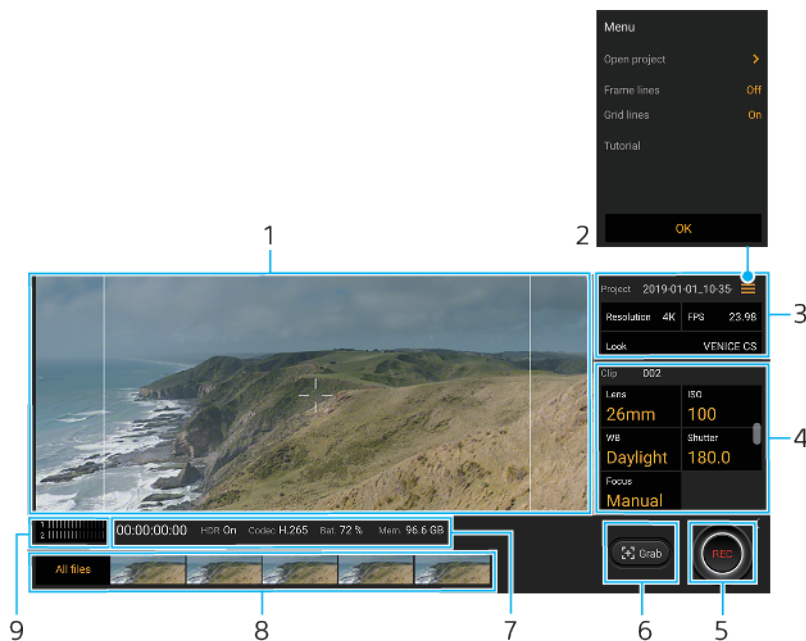 Menu
Open project >
Frame lines Off
Grid lines On
Tutorial
OK
1
2
3
Project 2019-01-01_10-35-
Resolution 4K FPS 23.98
Look VENICE CS
Clip 002
Lens ISO
26mm 100
WB Shutter
Daylight 180.0
Focus
Manual
4
1
2
00:00:00:00 HDR On Codec H.265 Bat. 72 % Mem. 96.6 GB
Grab
REC
All files
9
8
7
6
5